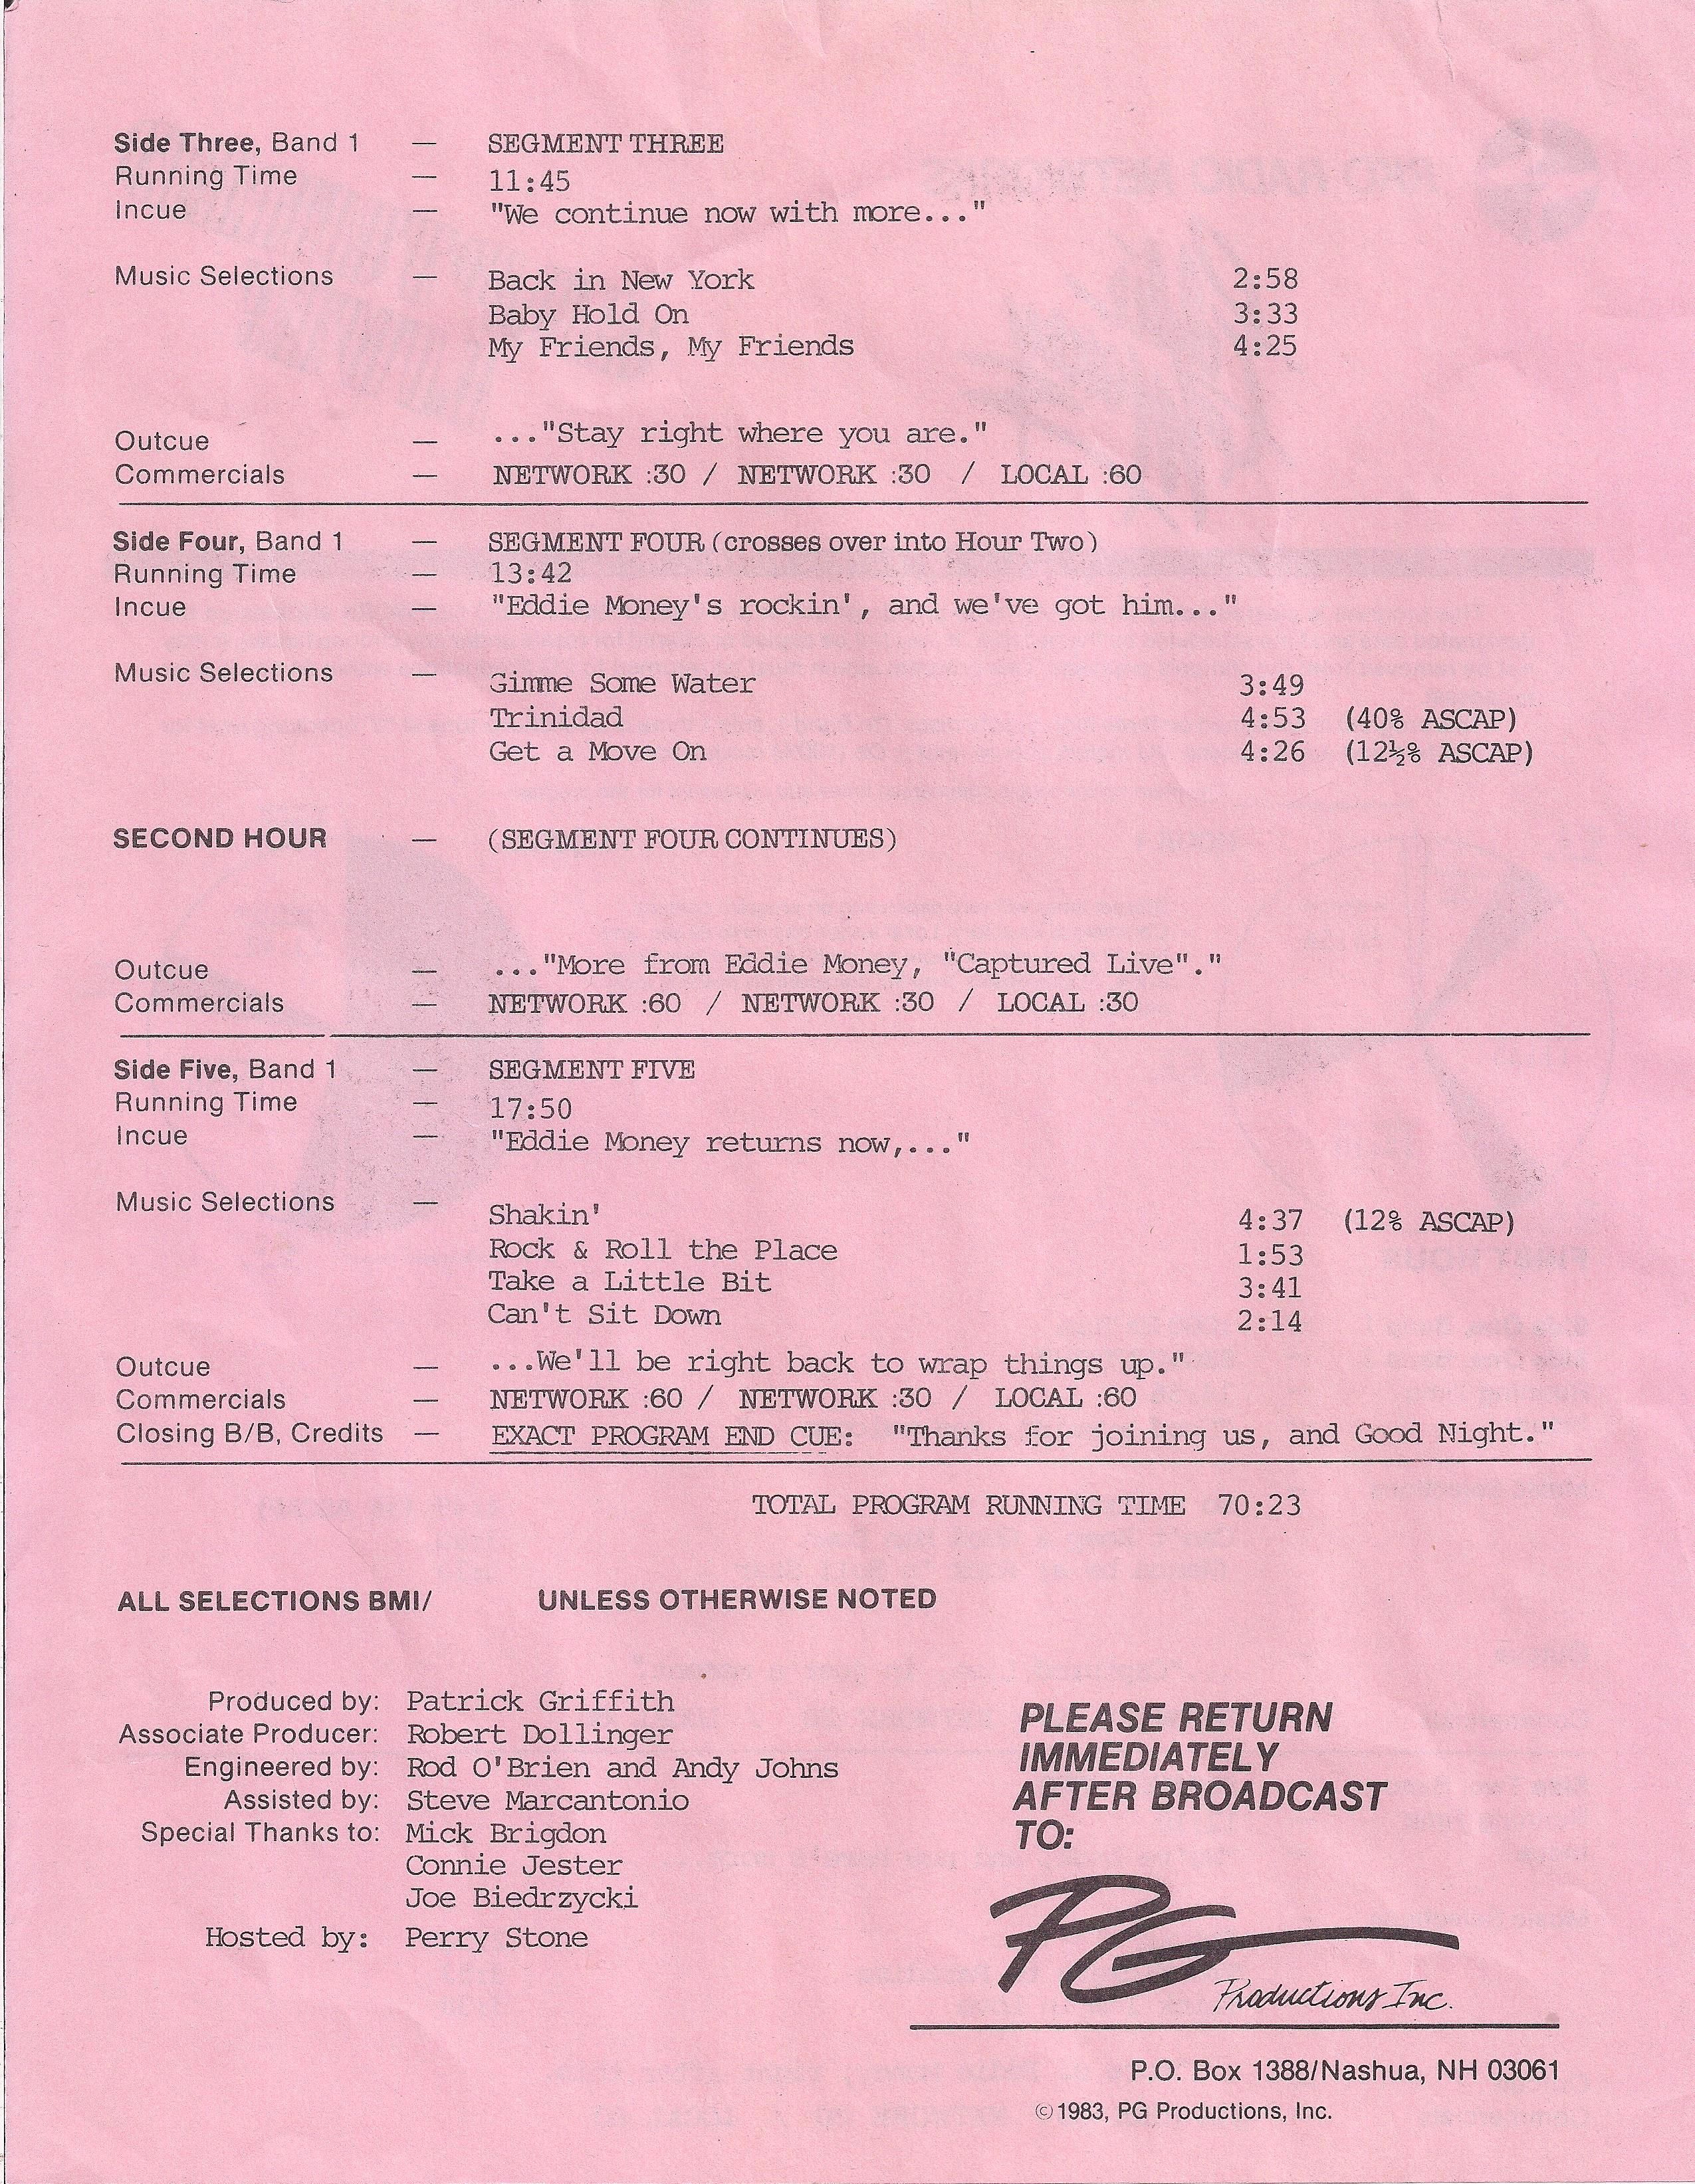 Side Three, Band 1 — SEGMENT THREE
Running Time — 11:45
Incue — "We continue now with more..."
Music Selections — Back in New York 2:58
Baby Hold On 3:33
My Friends, My Friends 4:25
Outcue — ..."Stay right where you are."
Commercials — NETWORK :30 / NETWORK :30 / LOCAL :60
Side Four, Band 1 — SEGMENT FOUR (crosses over into Hour Two)
Running Time — 13:42
Incue — "Eddie Money's rockin', and we've got him..."
Music Selections — Gimme Some Water 3:49
Trinidad 4:53 (40% ASCAP)
Get a Move On 4:26 (12½% ASCAP)
SECOND HOUR — (SEGMENT FOUR CONTINUES)
Outcue — ..."More from Eddie Money, "Captured Live"."
Commercials — NETWORK :60 / NETWORK :30 / LOCAL :30
Side Five, Band 1 — SEGMENT FIVE
Running Time — 17:50
Incue — "Eddie Money returns now,..."
Music Selections — Shakin' 4:37 (12% ASCAP)
Rock & Roll the Place 1:53
Take a Little Bit 3:41
Can't Sit Down 2:14
Outcue — ...We'll be right back to wrap things up."
Commercials — NETWORK :60 / NETWORK :30 / LOCAL :60
Closing B/B, Credits — EXACT PROGRAM END CUE: "Thanks for joining us, and Good Night."
TOTAL PROGRAM RUNNING TIME 70:23
ALL SELECTIONS BMI/ UNLESS OTHERWISE NOTED
Produced by: Patrick Griffith
Associate Producer: Robert Dollinger
Engineered by: Rod O'Brien and Andy Johns
Assisted by: Steve Marcantonio
Special Thanks to: Mick Brigdon
Connie Jester
Joe Biedrzycki
Hosted by: Perry Stone
PLEASE RETURN
IMMEDIATELY
AFTER BROADCAST
TO:
PG
Productions Inc.
P.O. Box 1388/Nashua, NH 03061
©1983, PG Productions, Inc.